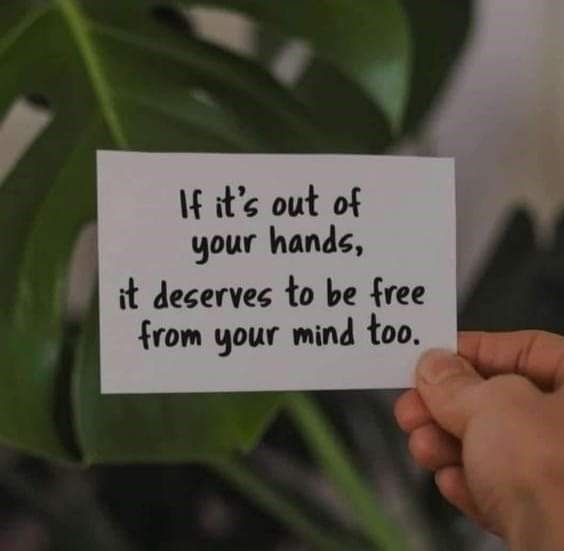 If it's out of
your hands,
it deserves to be free
from your mind too.